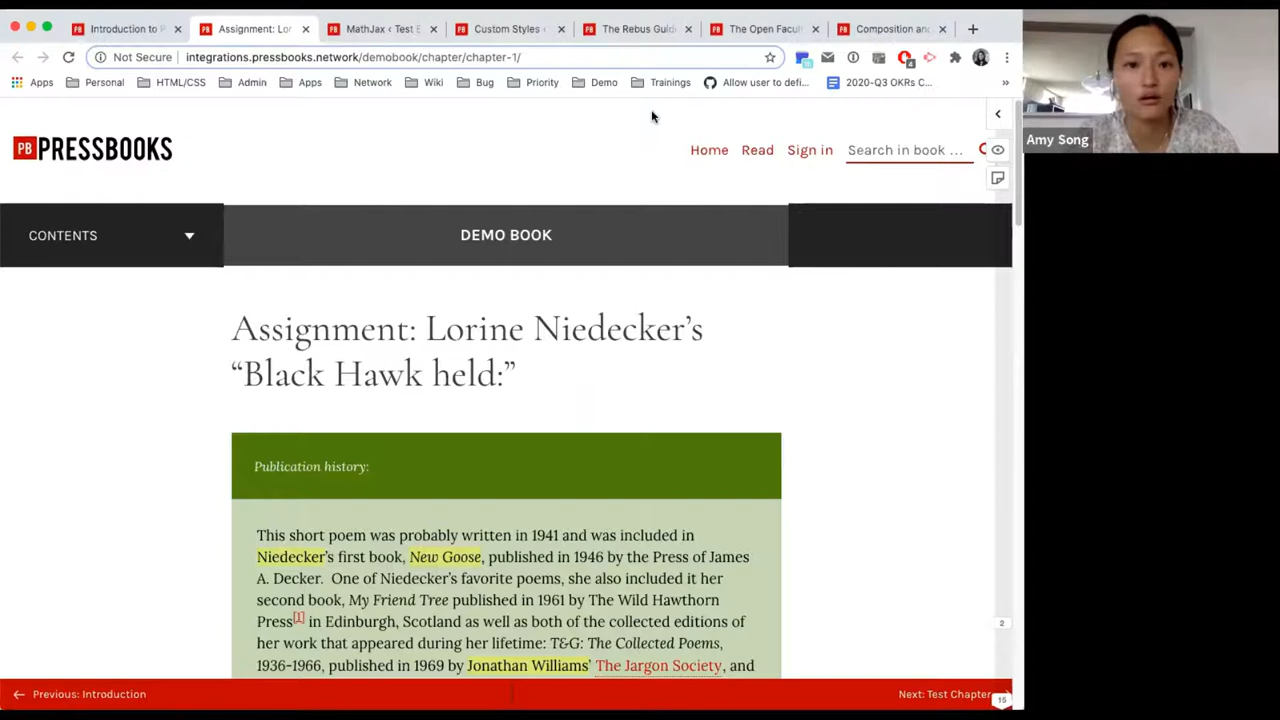 Introduction to P
Assignment: Lor
MathJax ‹ Test E
Custom Styles ‹
The Rebus Guid
The Open Facul
Composition an
Not Secure
integrations.pressbooks.network/demobook/chapter/chapter-1/
Apps
Personal
HTML/CSS
Admin
Apps
Network
Wiki
Bug
Priority
Demo
Trainings
Allow user to defi...
2020-Q3 OKRs C...
»
PB PRESSBOOKS
Home
Read
Sign in
Search in book …
CONTENTS
DEMO BOOK
Assignment: Lorine Niedecker’s
“Black Hawk held:”
Publication history:
This short poem was probably written in 1941 and was included in
Niedecker’s first book, New Goose, published in 1946 by the Press of James
A. Decker. One of Niedecker’s favorite poems, she also included it her
second book, My Friend Tree published in 1961 by The Wild Hawthorn
Press[1] in Edinburgh, Scotland as well as both of the collected editions of
her work that appeared during her lifetime: T&G: The Collected Poems,
1936-1966, published in 1969 by Jonathan Williams’ The Jargon Society, and
2
← Previous: Introduction
Next: Test Chapter
15
Amy Song